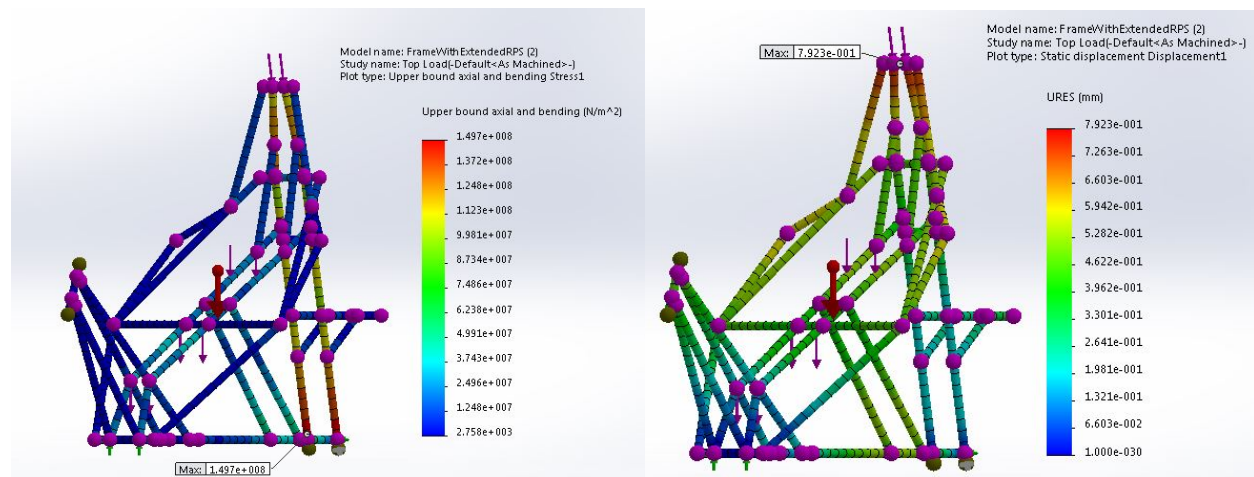 Model name: FrameWithExtendedRPS (2)
Study name: Top Load(-Default<As Machined>-)
Plot type: Upper bound axial and bending Stress1
Upper bound axial and bending (N/m^2)
1.497e+008
1.372e+008
1.248e+008
1.123e+008
9.981e+007
8.734e+007
7.486e+007
6.238e+007
4.991e+007
3.743e+007
2.496e+007
1.248e+007
2.758e+003
Max: 1.497e+008
Model name: FrameWithExtendedRPS (2)
Study name: Top Load(-Default<As Machined>-)
Plot type: Static displacement Displacement1
Max: 7.923e-001
URES (mm)
7.923e-001
7.263e-001
6.603e-001
5.942e-001
5.282e-001
4.622e-001
3.962e-001
3.301e-001
2.641e-001
1.981e-001
1.321e-001
6.603e-002
1.000e-030